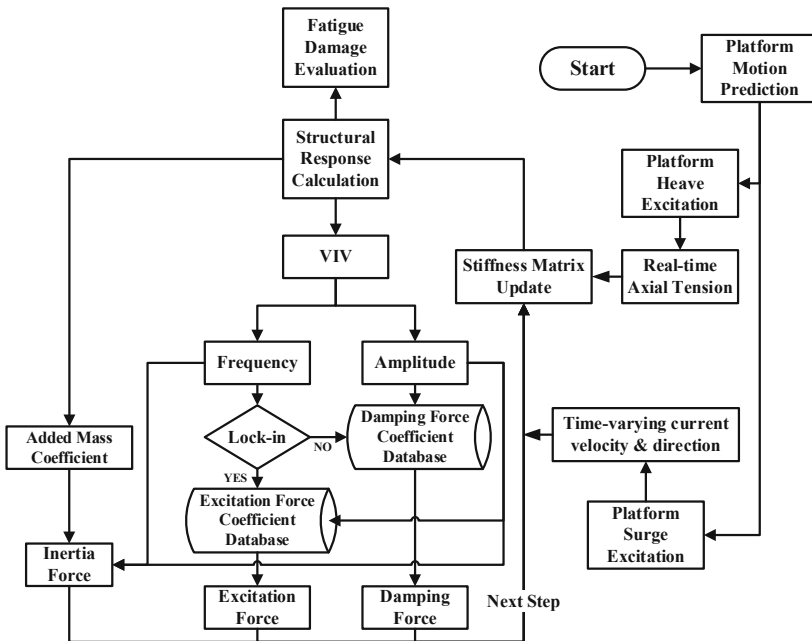 Fatigue
Damage
Evaluation
Start
Platform
Motion
Prediction
Structural
Response
Calculation
Platform
Heave
Excitation
VIV
Stiffness Matrix
Update
Real-time
Axial Tension
Frequency
Amplitude
Lock-in
NO
YES
Damping Force
Coefficient
Database
Time-varying current
velocity & direction
Added Mass
Coefficient
Excitation Force
Coefficient
Database
Platform
Surge
Excitation
Inertia
Force
Excitation
Force
Damping
Force
Next Step